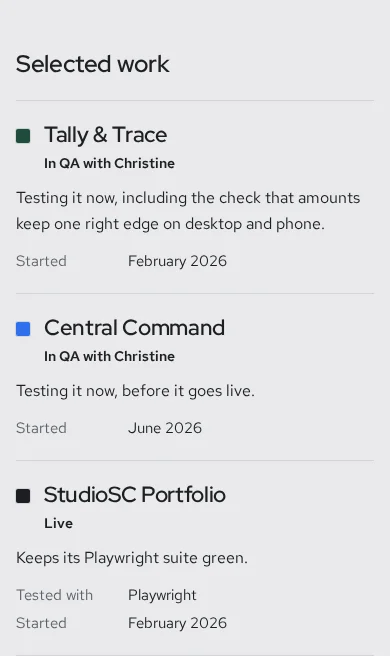 Selected work
Tally & Trace
In QA with Christine
Testing it now, including the check that amounts
keep one right edge on desktop and phone.
Started February 2026
Central Command
In QA with Christine
Testing it now, before it goes live.
Started June 2026
StudioSC Portfolio
Live
Keeps its Playwright suite green.
Tested with Playwright
Started February 2026